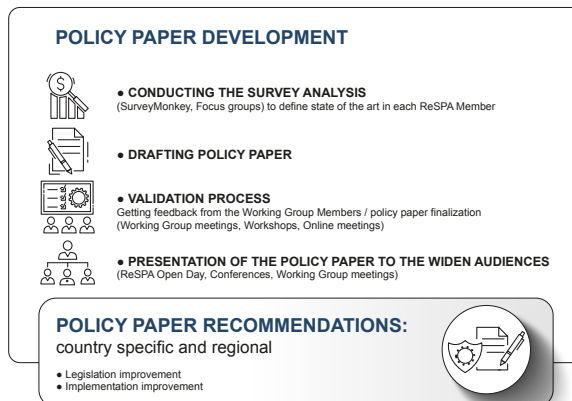 POLICY PAPER DEVELOPMENT
● CONDUCTING THE SURVEY ANALYSIS
(SurveyMonkey, Focus groups) to define state of the art in each ReSPA Member
● DRAFTING POLICY PAPER
● VALIDATION PROCESS
Getting feedback from the Working Group Members / policy paper finalization
(Working Group meetings, Workshops, Online meetings)
● PRESENTATION OF THE POLICY PAPER TO THE WIDEN AUDIENCES
(ReSPA Open Day, Conferences, Working Group meetings)
POLICY PAPER RECOMMENDATIONS:
country specific and regional
● Legislation improvement
● Implementation improvement